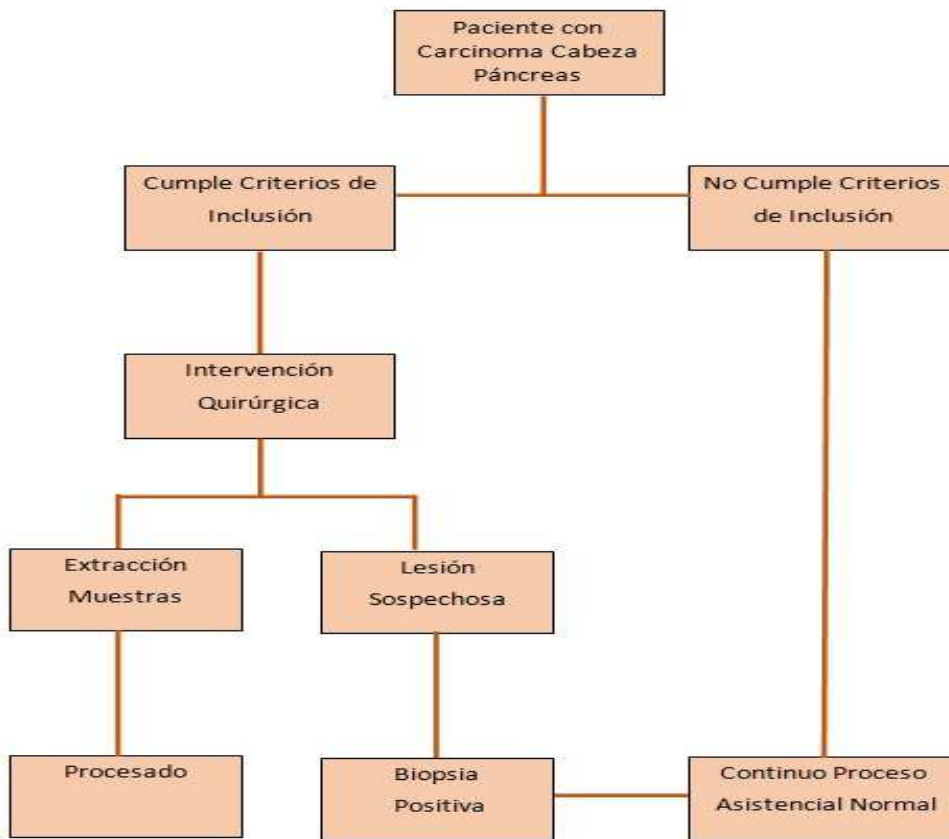 Paciente con
Carcinoma Cabeza
Páncreas
Cumple Criterios de
Inclusión
No Cumple Criterios
de Inclusión
Intervención
Quirúrgica
Extracción
Muestras
Lesión
Sospechosa
Procesado
Biopsia
Positiva
Continuo Proceso
Asistencial Normal